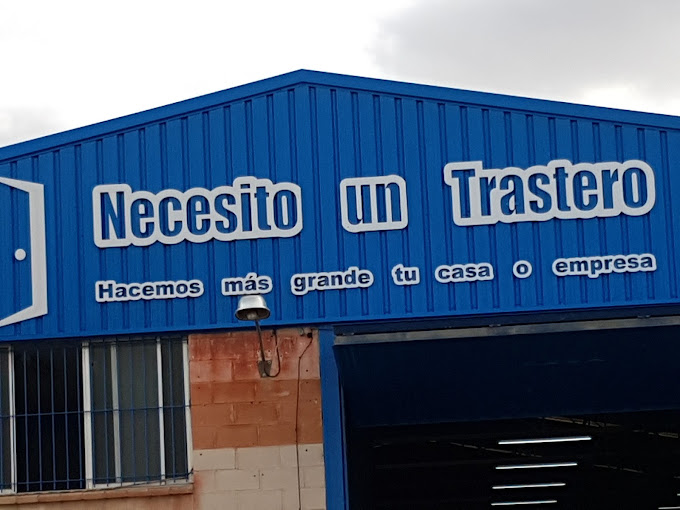 Necesito un Trastero
Hacemos más grande tu casa o empresa